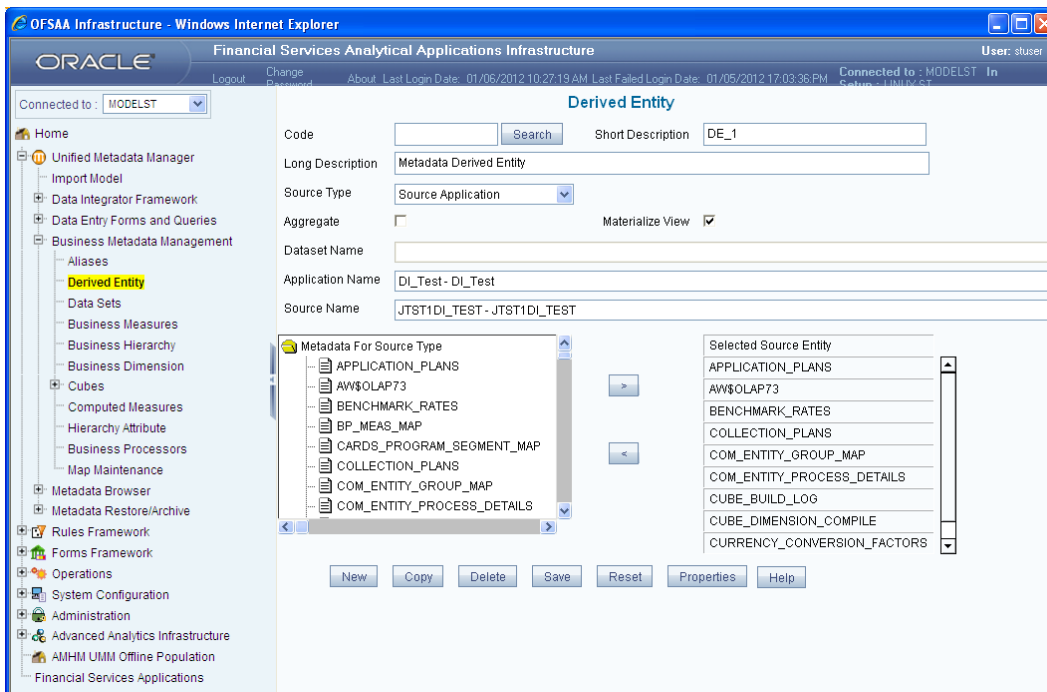 OFSAA Infrastructure - Windows Internet Explorer
ORACLE
Financial Services Analytical Applications Infrastructure
User: stuser
Logout Change Password About Last Login Date: 01/06/2012 10:27:19 AM Last Failed Login Date: 01/05/2012 17:03:36:PM Connected to : MODELST In
Connected to : MODELST
Home
Unified Metadata Manager
Import Model
Data Integrator Framework
Data Entry Forms and Queries
Business Metadata Management
Aliases
Derived Entity
Data Sets
Business Measures
Business Hierarchy
Business Dimension
Cubes
Computed Measures
Hierarchy Attribute
Business Processors
Map Maintenance
Metadata Browser
Metadata Restore/Archive
Rules Framework
Forms Framework
Operations
System Configuration
Administration
Advanced Analytics Infrastructure
AMHM UMM Offline Population
Financial Services Applications
Derived Entity
Code Search Short Description DE_1
Long Description Metadata Derived Entity
Source Type Source Application
Aggregate Materialize View
Dataset Name
Application Name DI_Test - DI_Test
Source Name JTST1DI_TEST - JTST1DI_TEST
Metadata For Source Type
APPLICATION_PLANS
AW$OLAP73
BENCHMARK_RATES
BP_MEAS_MAP
CARDS_PROGRAM_SEGMENT_MAP
COLLECTION_PLANS
COM_ENTITY_GROUP_MAP
COM_ENTITY_PROCESS_DETAILS
>
<
Selected Source Entity
APPLICATION_PLANS
AW$OLAP73
BENCHMARK_RATES
COLLECTION_PLANS
COM_ENTITY_GROUP_MAP
COM_ENTITY_PROCESS_DETAILS
CUBE_BUILD_LOG
CUBE_DIMENSION_COMPILE
CURRENCY_CONVERSION_FACTORS
New Copy Delete Save Reset Properties Help